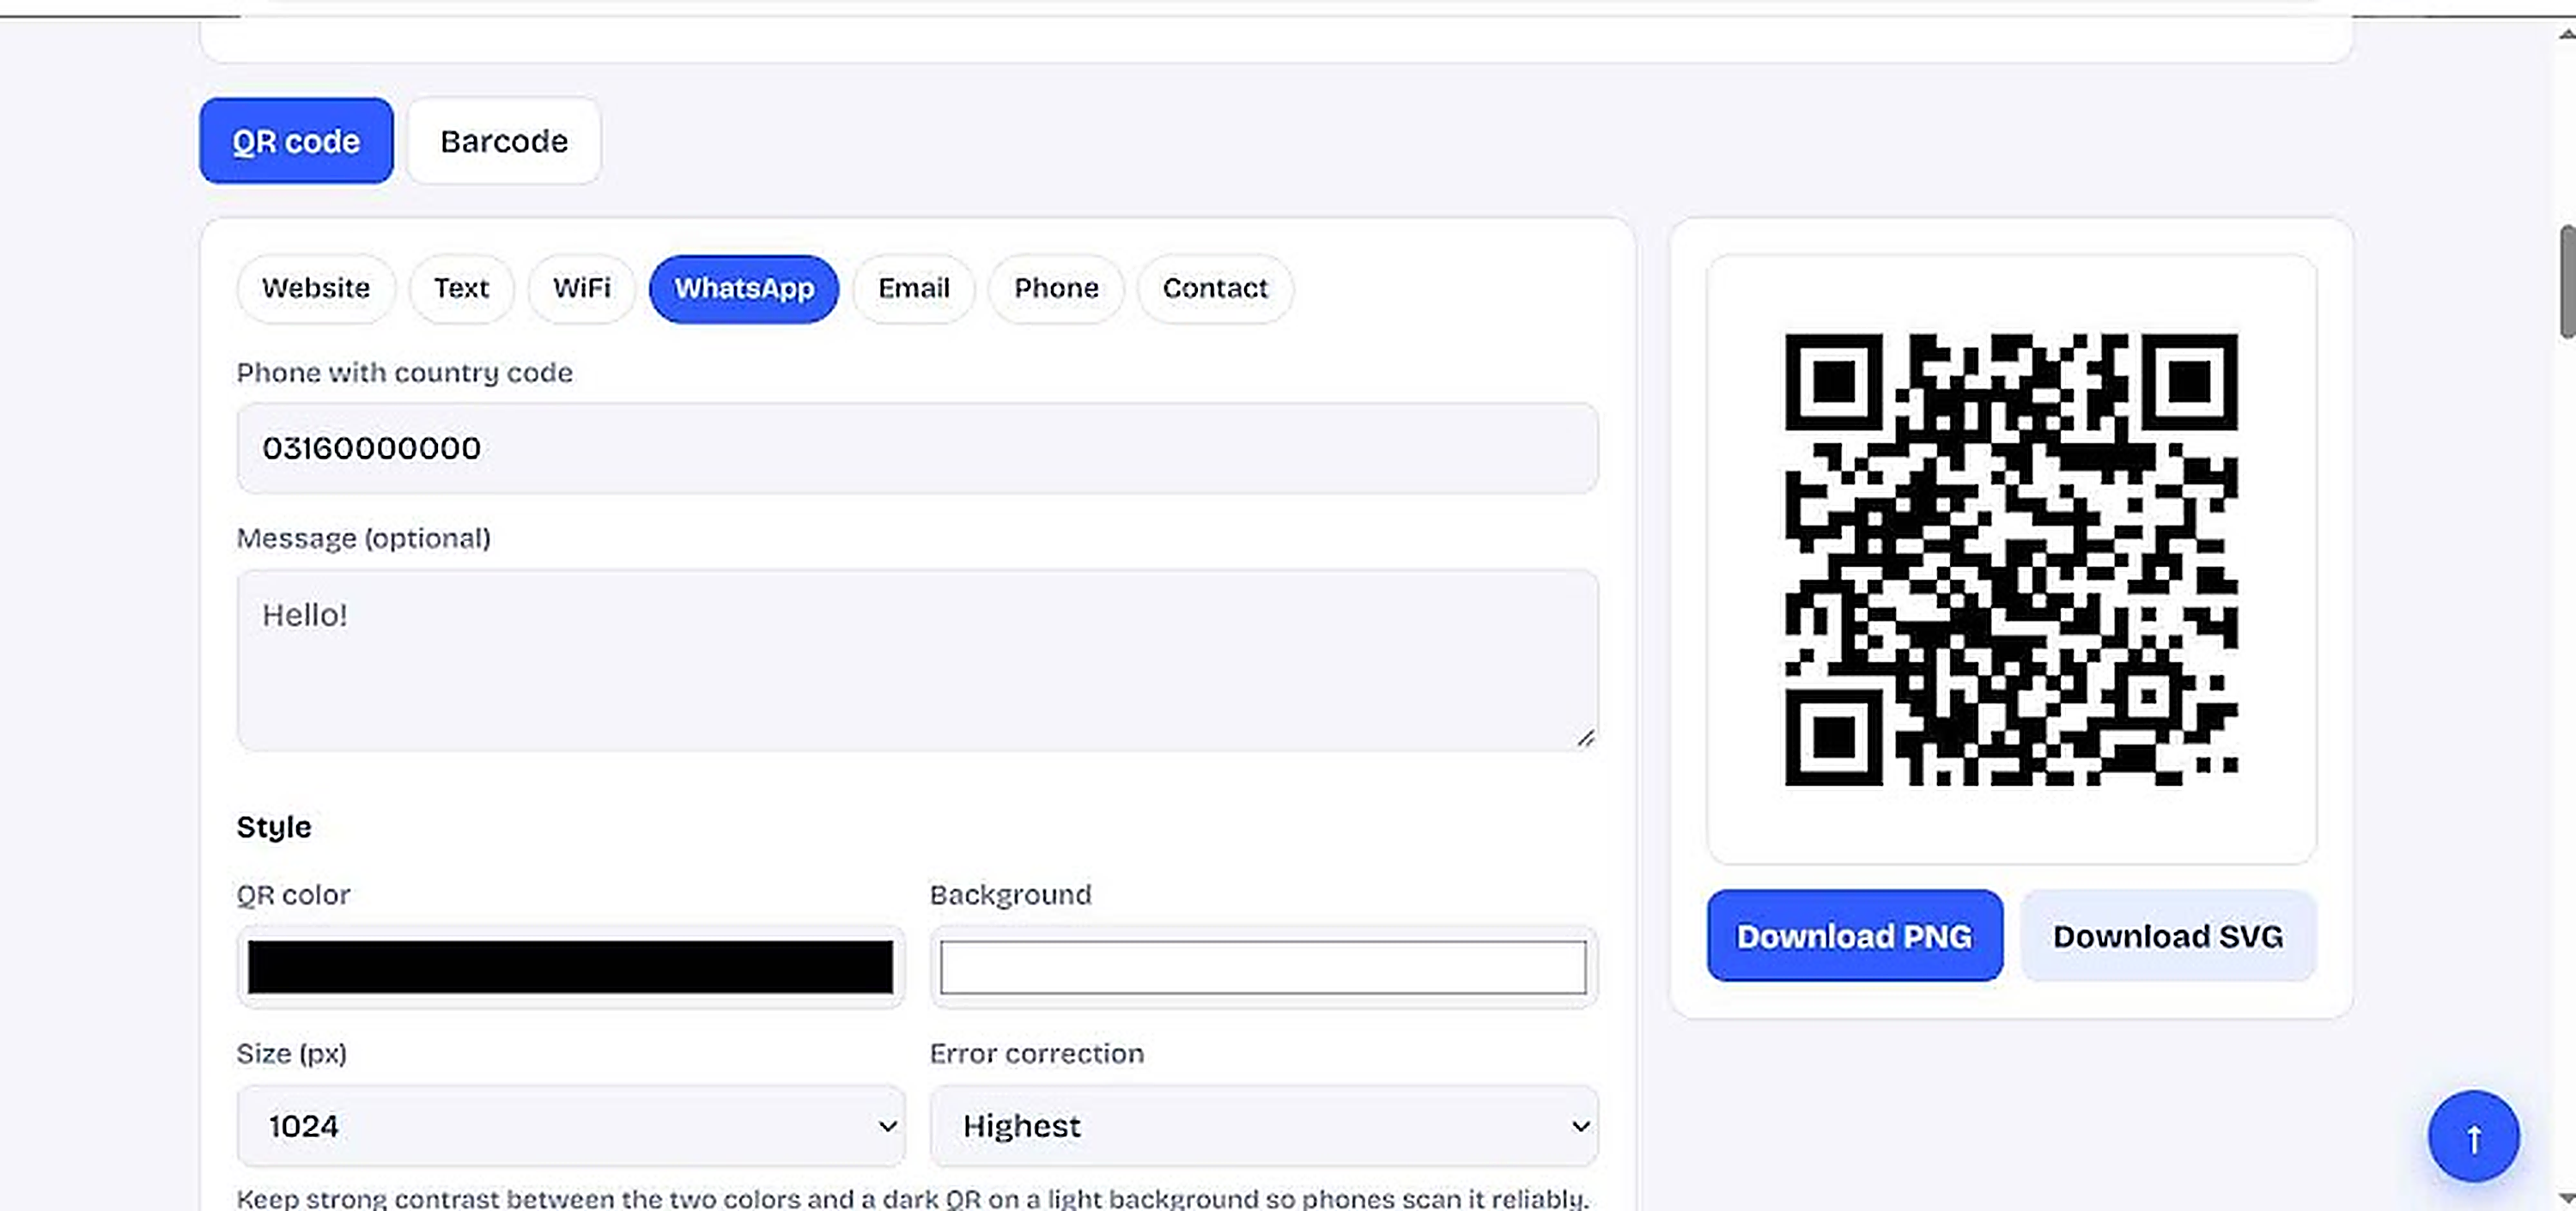 QR code Barcode
Website Text WiFi WhatsApp Email Phone Contact
Phone with country code
03160000000
Message (optional)
Hello!
Style
QR color Background
Size (px) Error correction
1024 Highest
Keep strong contrast between the two colors and a dark QR on a light background so phones scan it reliably.
Download PNG Download SVG
↑